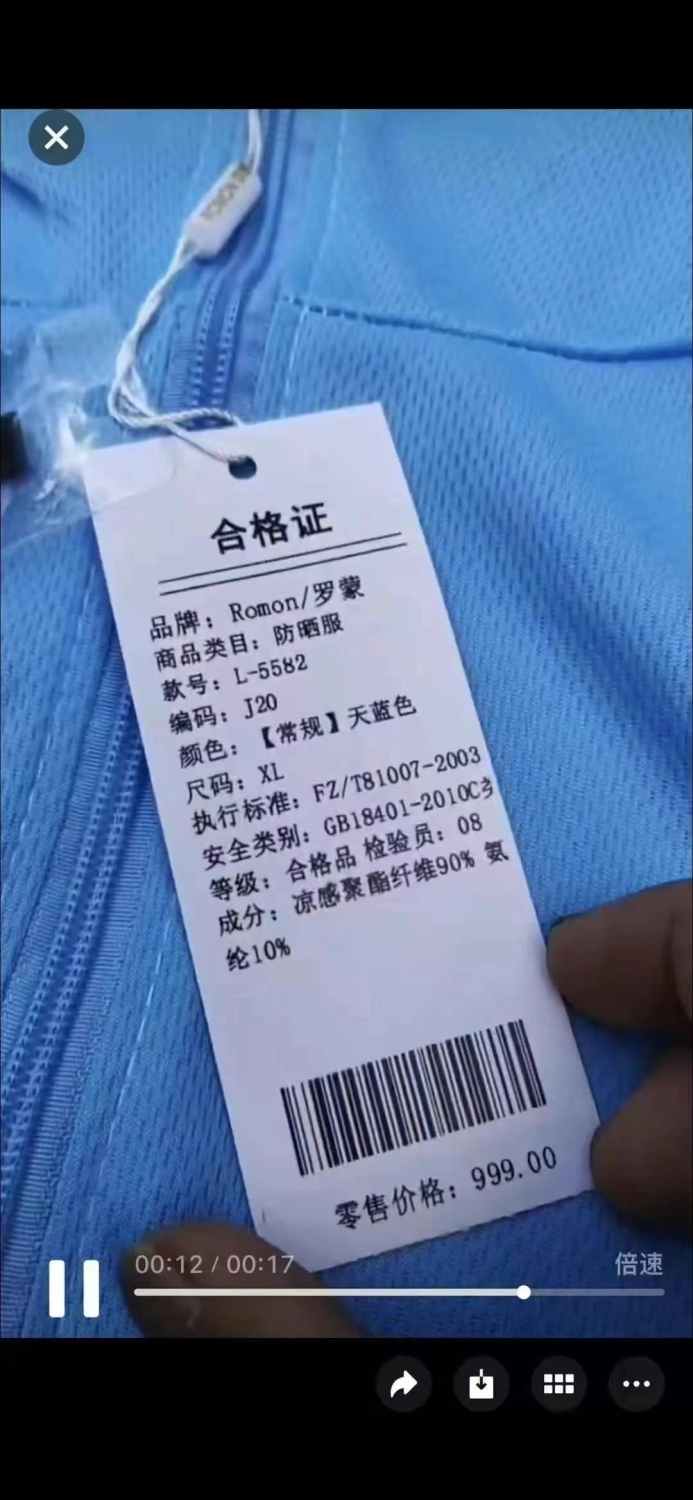 ROMON
合格证
品牌：Romon/罗蒙
商品类目：防晒服
款号：L-5582
编码：J20
颜色：【常规】天蓝色
尺码：XL
执行标准：FZ/T81007-2003
安全类别：GB18401-2010C
等级：合格品 检验员：08
成分：凉感聚酯纤维90% 氨
纶10%
零售价格：999.00
00:12 / 00:17
倍速